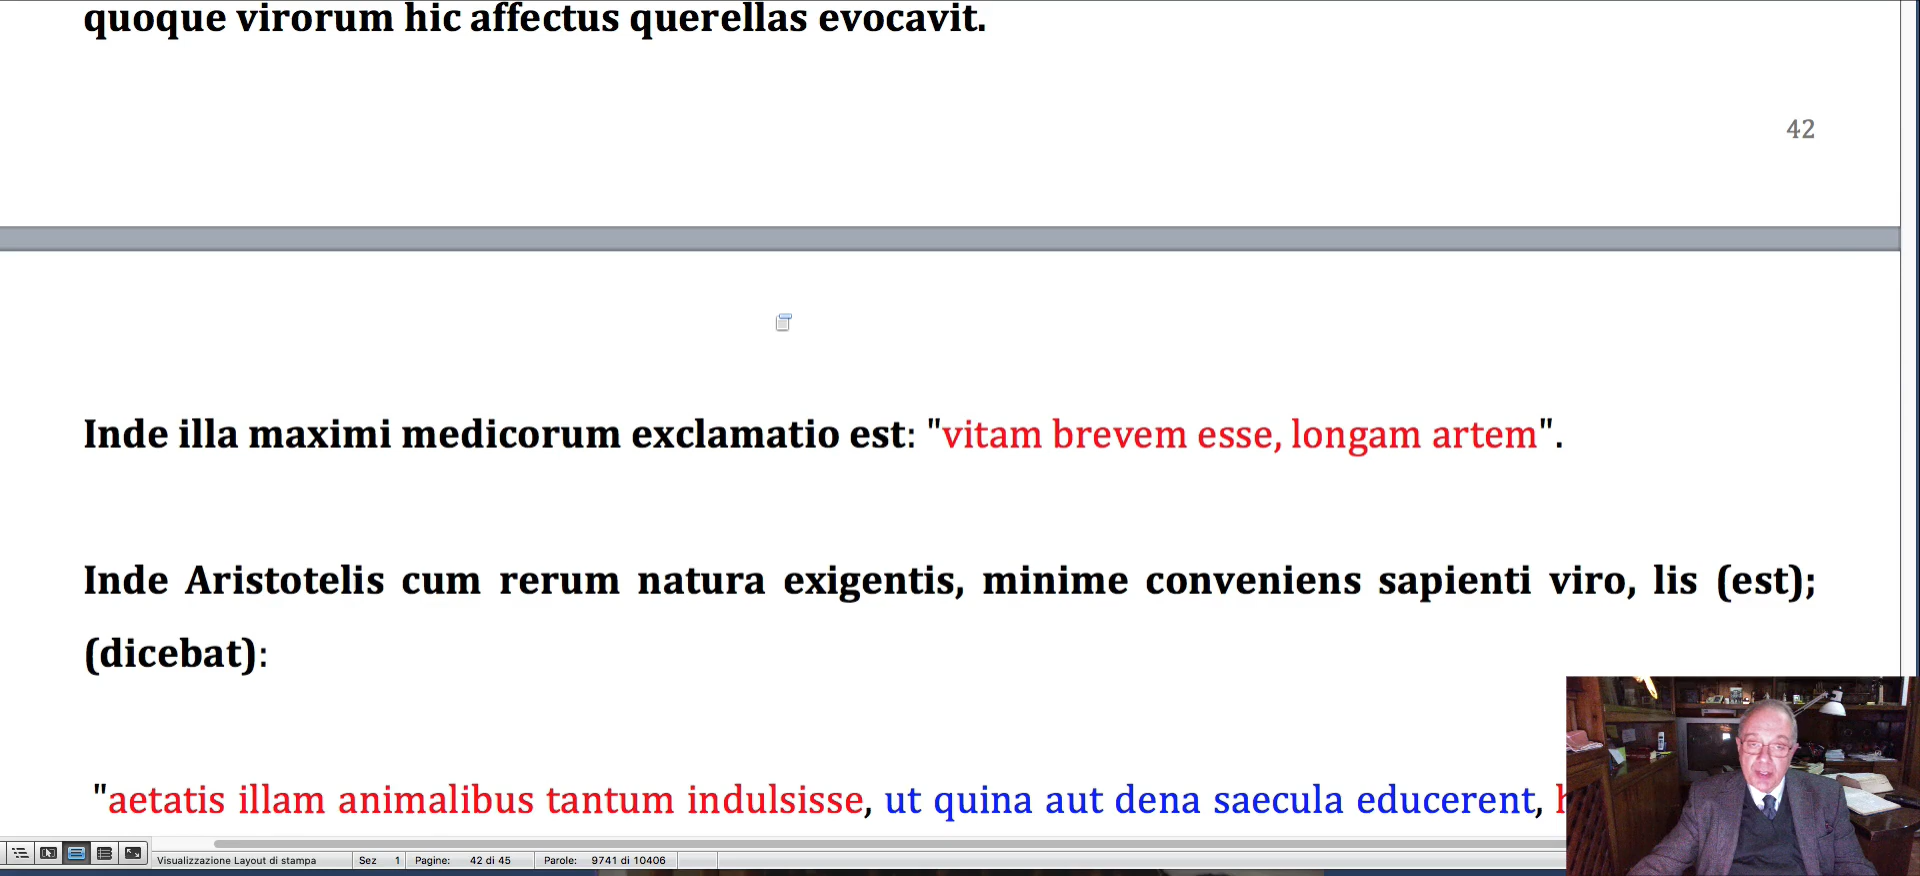 quoque virorum hic affectus querellas evocavit.
42
Inde illa maximi medicorum exclamatio est: "vitam brevem esse, longam artem".
Inde Aristotelis cum rerum natura exigentis, minime conveniens sapienti viro, lis (est);
(dicebat):
"aetatis illam animalibus tantum indulsisse, ut quina aut dena saecula educerent,
Visualizzazione Layout di stampa Sez 1 Pagine: 42 di 45 Parole: 9741 di 10406